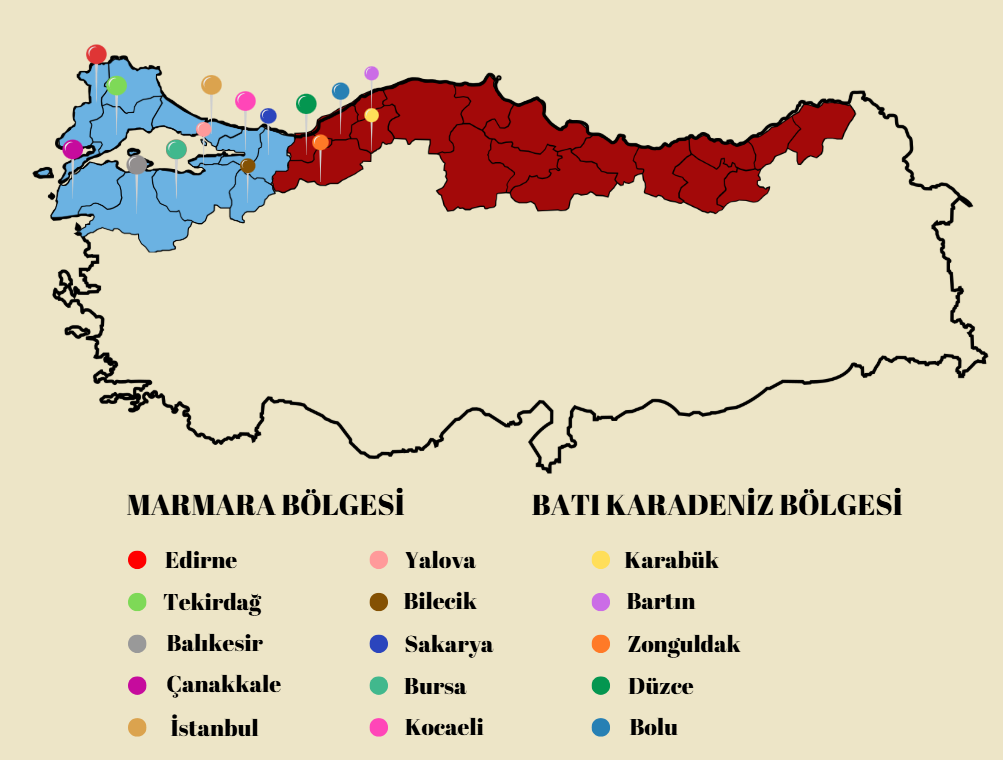 MARMARA BÖLGESİ
Edirne
Tekirdağ
Balıkesir
Çanakkale
İstanbul
Yalova
Bilecik
Sakarya
Bursa
Kocaeli
BATI KARADENİZ BÖLGESİ
Karabük
Bartın
Zonguldak
Düzce
Bolu